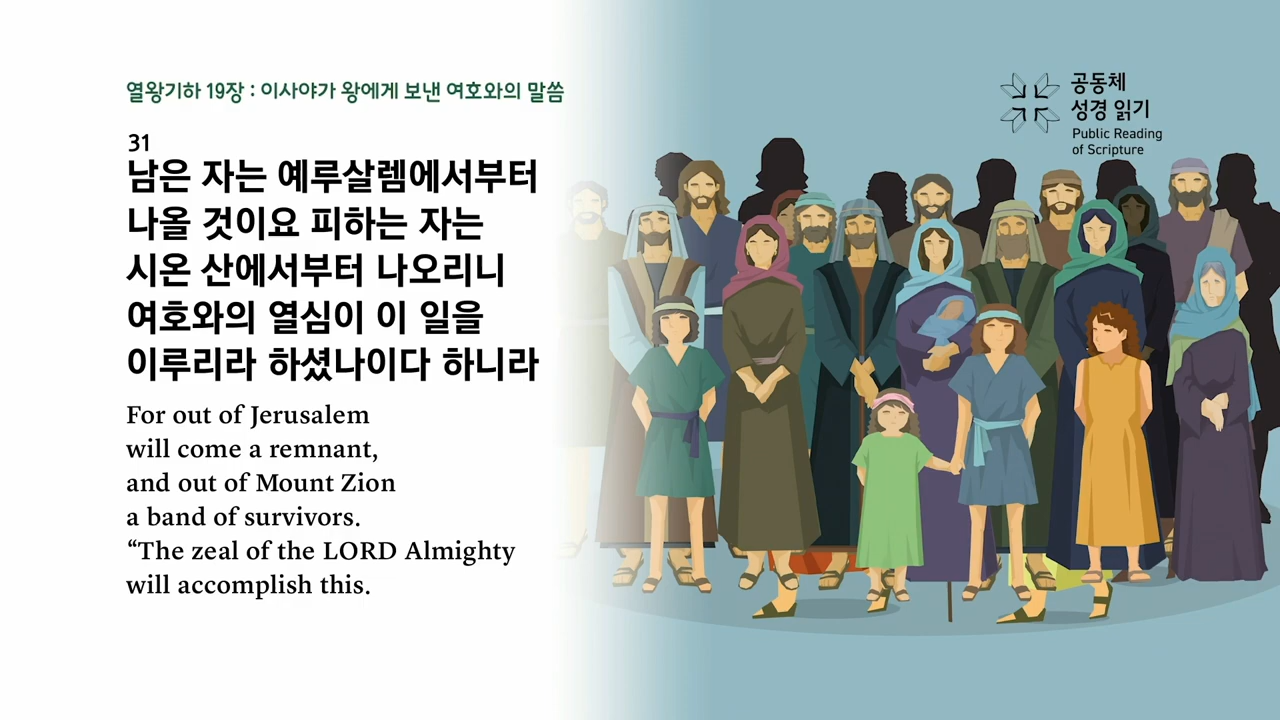 열왕기하 19장 : 이사야가 왕에게 보낸 여호와의 말씀
31
남은 자는 예루살렘에서부터
나올 것이요 피하는 자는
시온 산에서부터 나오리니
여호와의 열심이 이 일을
이루리라 하셨나이다 하니라
For out of Jerusalem
will come a remnant,
and out of Mount Zion
a band of survivors.
“The zeal of the LORD Almighty
will accomplish this.
공동체
성경 읽기
Public Reading
of Scripture